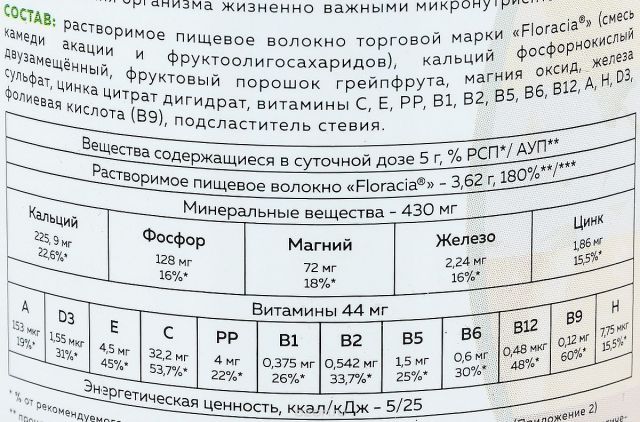 организма жизненно важными микронутриен
СОСТАВ: растворимое пищевое волокно торговой марки «Floracia®» (смесь
камеди акации и фруктоолигосахаридов), кальций фосфорнокислый
двузамещённый, фруктовый порошок грейпфрута, магния оксид, железа
сульфат, цинка цитрат дигидрат, витамины C, E, PP, B1, B2, B5, B6, B12, A, H, D3,
фолиевая кислота (B9), подсластитель стевия.
Вещества содержащиеся в суточной дозе 5 г, % РСП*/ АУП**
Растворимое пищевое волокно «Floracia®» - 3,62 г, 180%**/***
Минеральные вещества - 430 мг
Кальций Фосфор Магний Железо Цинк
225, 9 мг 128 мг 72 мг 2,24 мг 1,86 мг
22,6%* 16%* 18%* 16%* 15,5%*
Витамины 44 мг
A D3 E C PP B1 B2 B5 B6 B12 B9 H
153 мкг 1,55 мкг 4,5 мг 32,2 мг 4 мг 0,375 мг 0,542 мг 1,5 мг 0,6 мг 0,48 мкг 0,12 мг 7,75 мкг
19%* 31%* 45%* 53,7%* 22%* 26%* 33,7%* 25%* 30%* 48%* 60%* 15,5%*
Энергетическая ценность, ккал/кДж - 5/25
* % от рекомендуемого (Приложение 2)